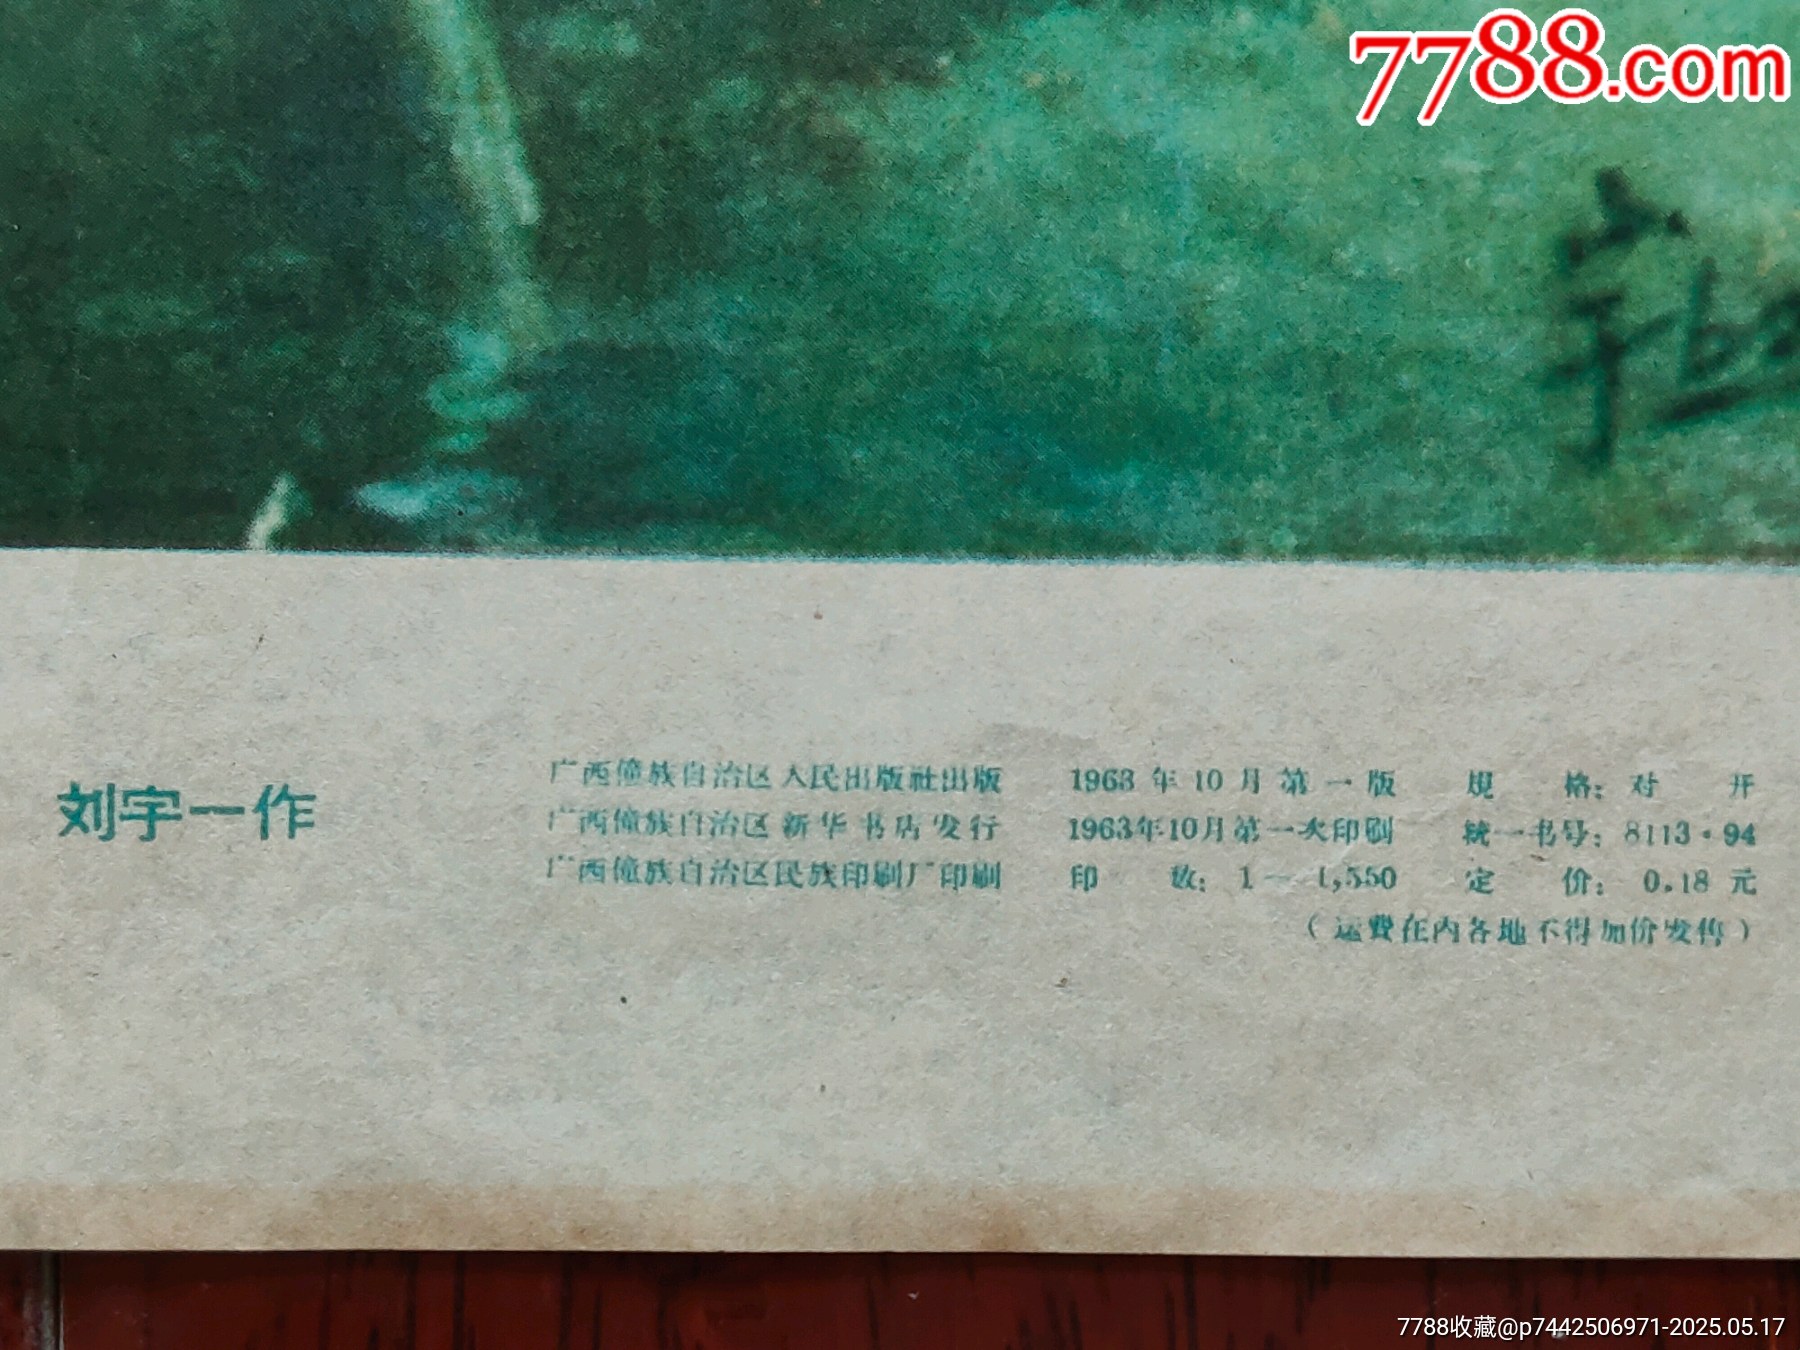 7788.com
宇一
刘宇一作
广西僮族自治区人民出版社出版 1963年10月第一版 规格：对开
广西僮族自治区新华书店发行 1963年10月第一次印刷 统一书号：8113·94
广西僮族自治区民族印刷厂印刷 印数：1—1,550 定价：0.18元
（运费在内各地不得加价发售）
7788收藏@p7442506971-2025.05.17